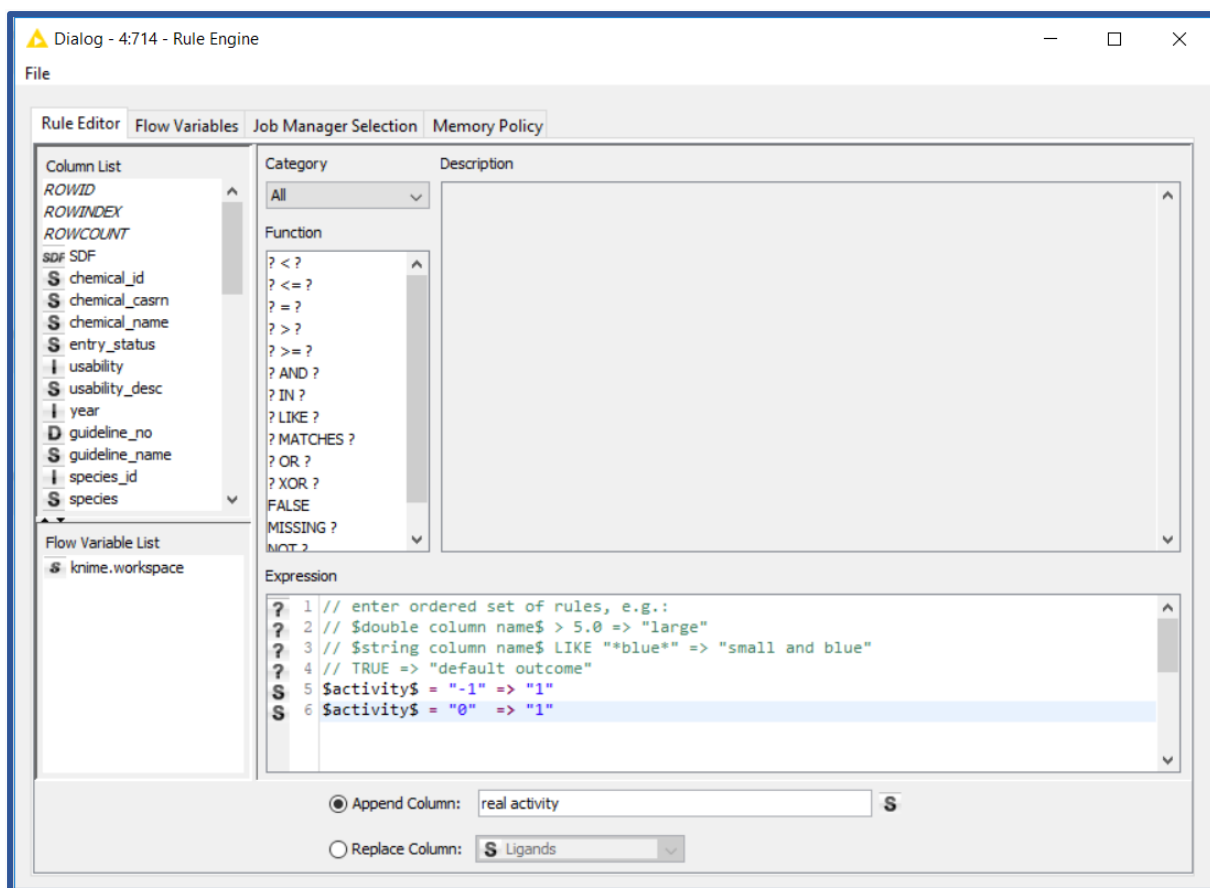 Dialog - 4:714 - Rule Engine
File
Rule Editor Flow Variables Job Manager Selection Memory Policy
Column List
ROWID
ROWINDEX
ROWCOUNT
SDF SDF
S chemical_id
S chemical_casrn
S chemical_name
S entry_status
I usability
S usability_desc
I year
D guideline_no
S guideline_name
I species_id
S species
Flow Variable List
S knime.workspace
Category
All
Function
? < ?
? <= ?
? = ?
? > ?
? >= ?
? AND ?
? IN ?
? LIKE ?
? MATCHES ?
? OR ?
? XOR ?
FALSE
MISSING ?
NOT ?
Description
Expression
? 1 // enter ordered set of rules, e.g.:
? 2 // $double column name$ > 5.0 => "large"
? 3 // $string column name$ LIKE "*blue*" => "small and blue"
? 4 // TRUE => "default outcome"
S 5 $activity$ = "-1" => "1"
S 6 $activity$ = "0"  => "1"
Append Column: real activity S
Replace Column: S Ligands